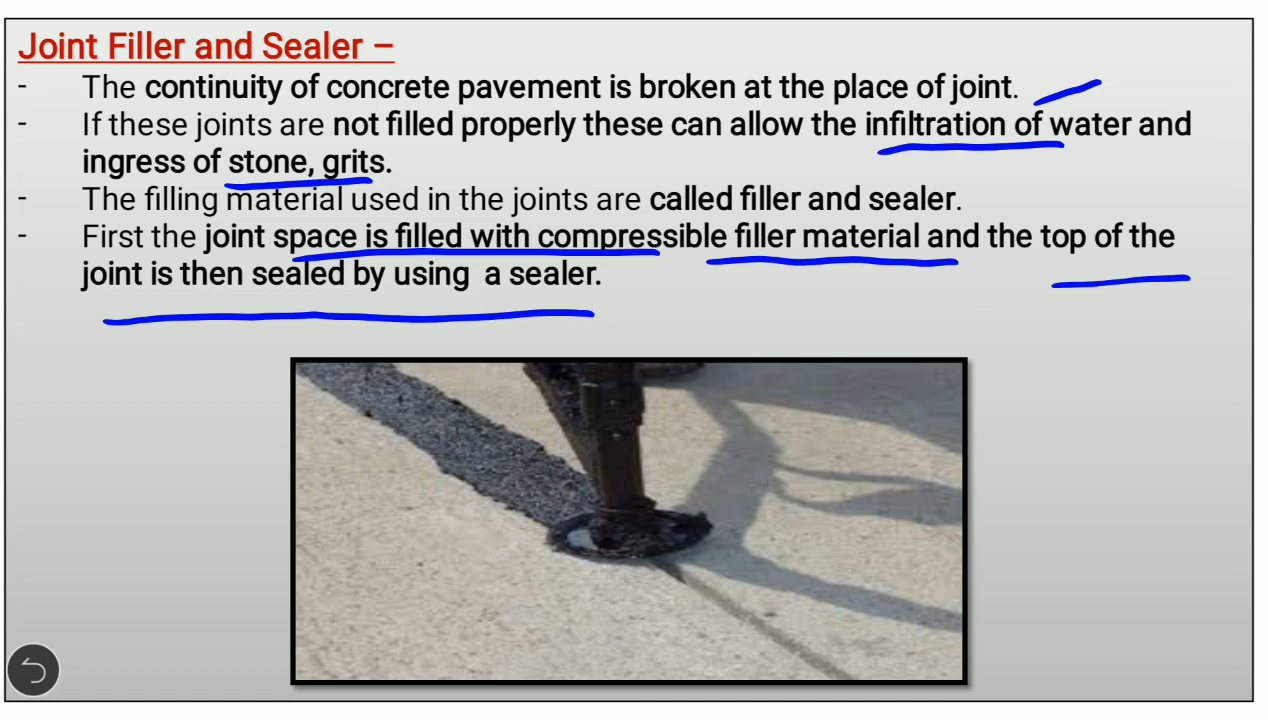 Joint Filler and Sealer –
- The continuity of concrete pavement is broken at the place of joint.
- If these joints are not filled properly these can allow the infiltration of water and
ingress of stone, grits.
- The filling material used in the joints are called filler and sealer.
- First the joint space is filled with compressible filler material and the top of the
joint is then sealed by using a sealer.